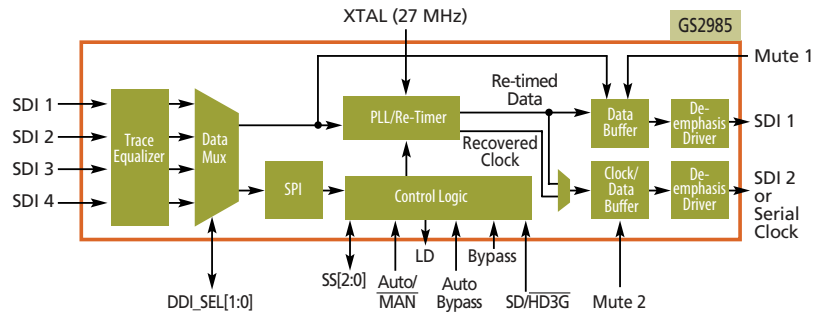 XTAL (27 MHz)
GS2985
Mute 1
Re-timed
Data
SDI 1
SDI 2
SDI 3
SDI 4
Trace
Equalizer
Data
Mux
PLL/Re-Timer
Recovered
Clock
Data
Buffer
De-
emphasis
Driver
SDI 1
SPI
Control Logic
Clock/
Data
Buffer
De-
emphasis
Driver
SDI 2
or
Serial
Clock
DDI_SEL[1:0]
SS[2:0]
LD
Auto/
MAN
Auto
Bypass
Bypass
SD/HD3G
Mute 2